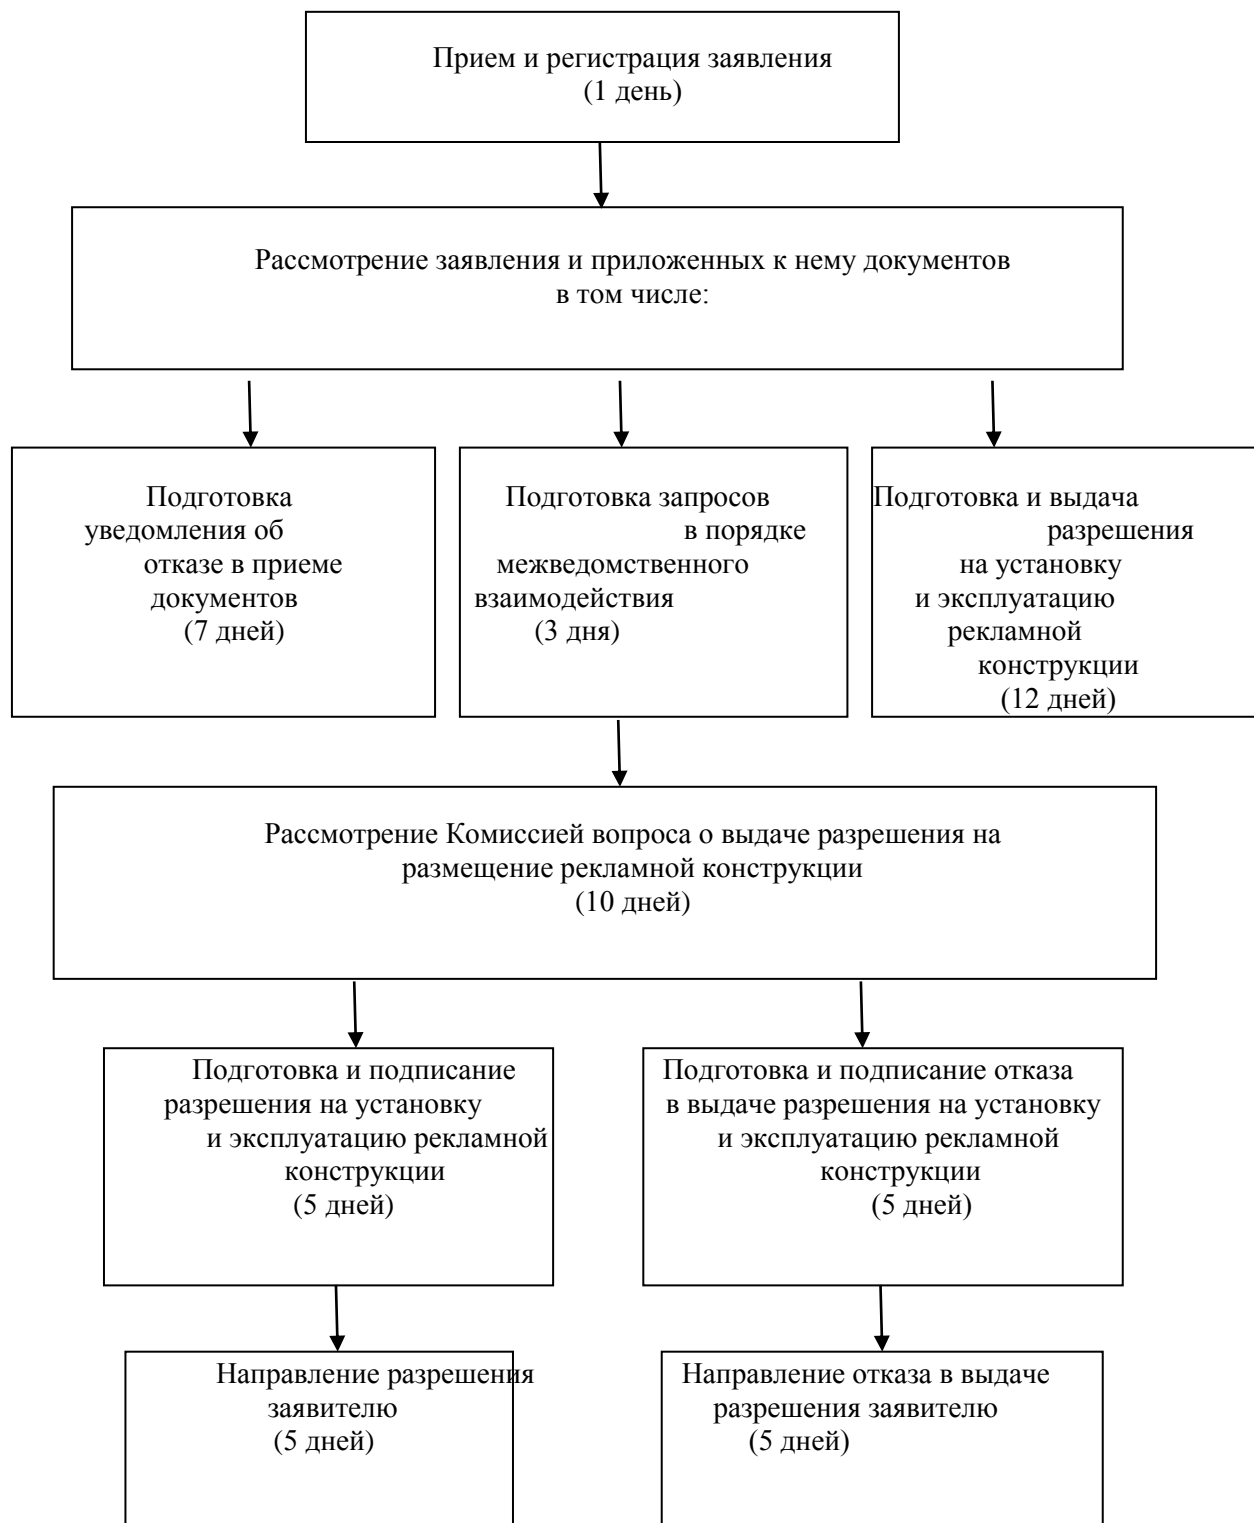 Прием и регистрация заявления
(1 день)
Рассмотрение заявления и приложенных к нему документов
в том числе:
Подготовка
уведомления об
отказе в приеме
документов
(7 дней)
Подготовка запросов
в порядке
межведомственного
взаимодействия
(3 дня)
Подготовка и выдача
разрешения
на установку
и эксплуатацию
рекламной
конструкции
(12 дней)
Рассмотрение Комиссией вопроса о выдаче разрешения на
размещение рекламной конструкции
(10 дней)
Подготовка и подписание
разрешения на установку
и эксплуатацию рекламной
конструкции
(5 дней)
Подготовка и подписание отказа
в выдаче разрешения на установку
и эксплуатацию рекламной
конструкции
(5 дней)
Направление разрешения
заявителю
(5 дней)
Направление отказа в выдаче
разрешения заявителю
(5 дней)